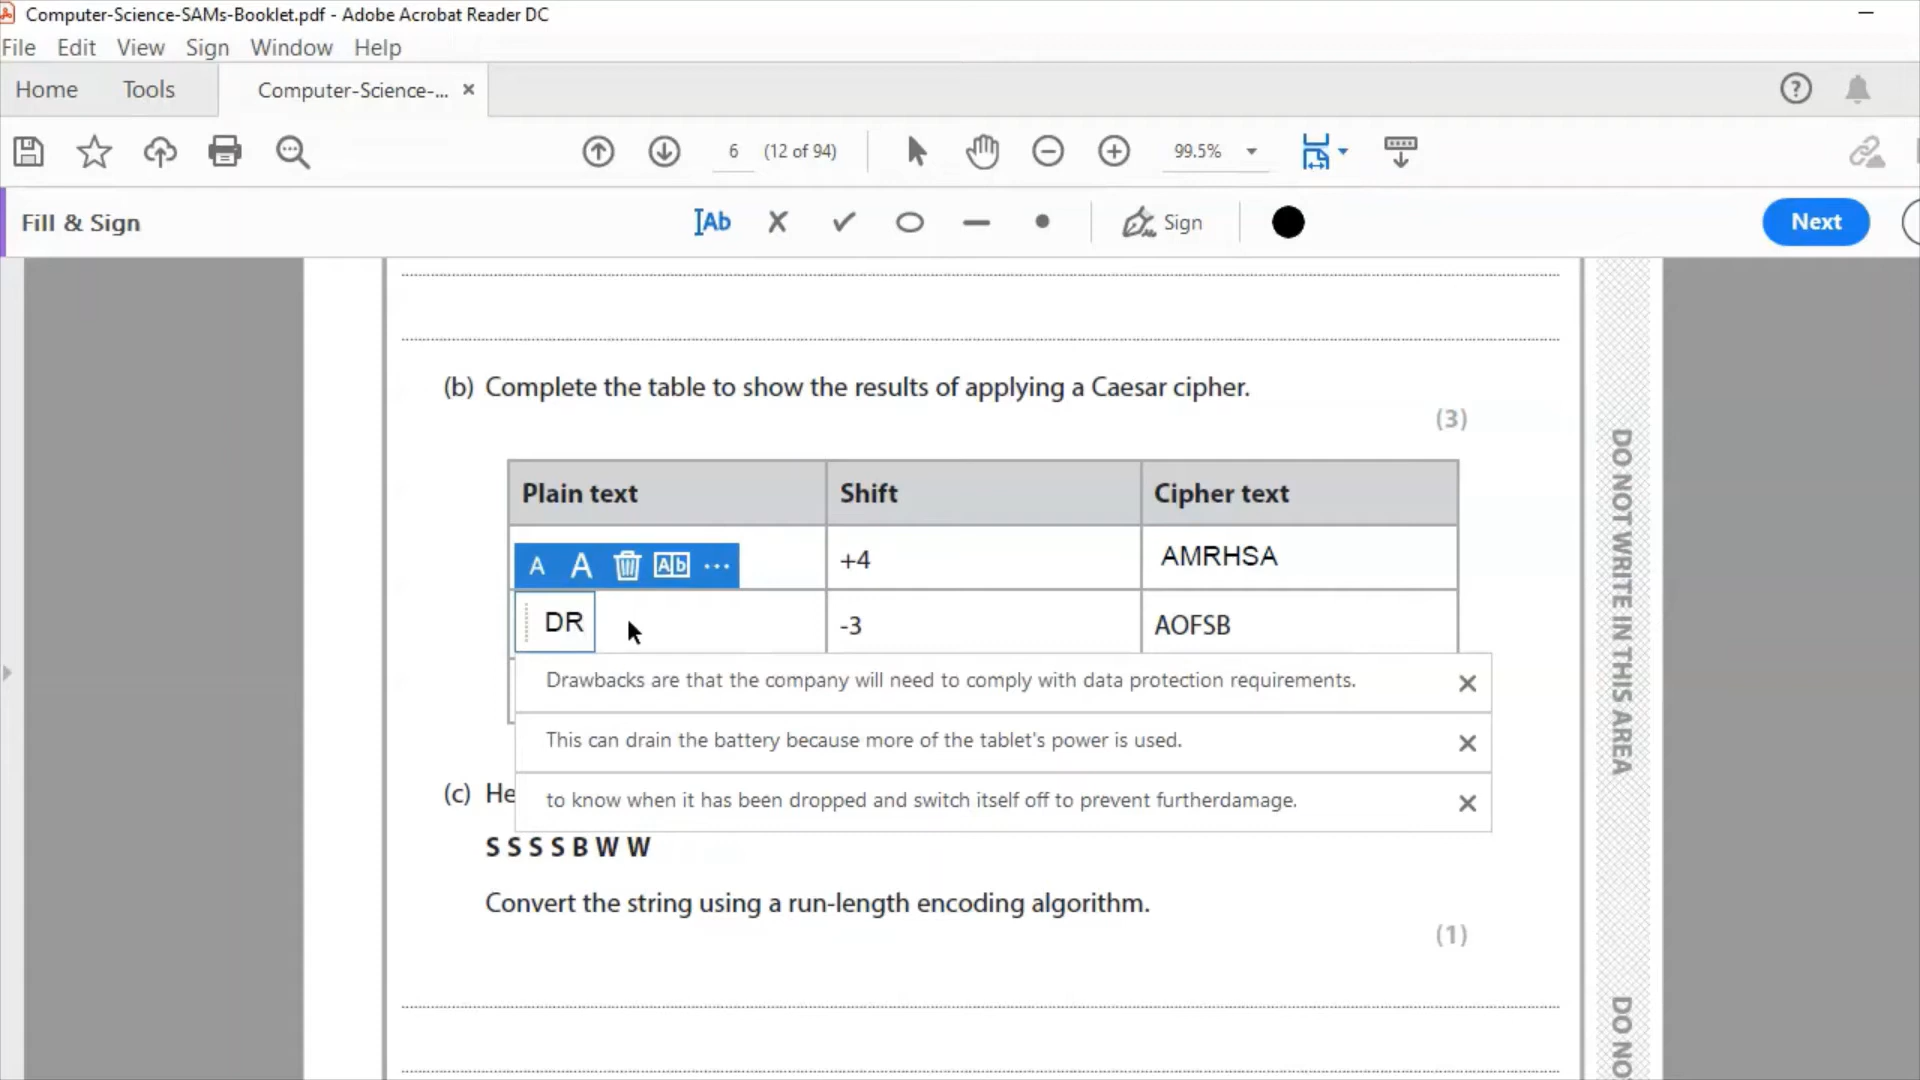 Computer-Science-SAMs-Booklet.pdf - Adobe Acrobat Reader DC
File Edit View Sign Window Help
Home Tools Computer-Science-... ×
6 (12 of 94) 99.5%
Fill & Sign Ab Sign Next
(b) Complete the table to show the results of applying a Caesar cipher.
(3)
Plain text Shift Cipher text
A A Ab ... +4 AMRHSA
DR -3 AOFSB
Drawbacks are that the company will need to comply with data protection requirements.
This can drain the battery because more of the tablet's power is used.
(c) He
to know when it has been dropped and switch itself off to prevent furtherdamage.
S S S S B W W
Convert the string using a run-length encoding algorithm.
(1)
DO NOT WRITE IN THIS AREA
DO NO